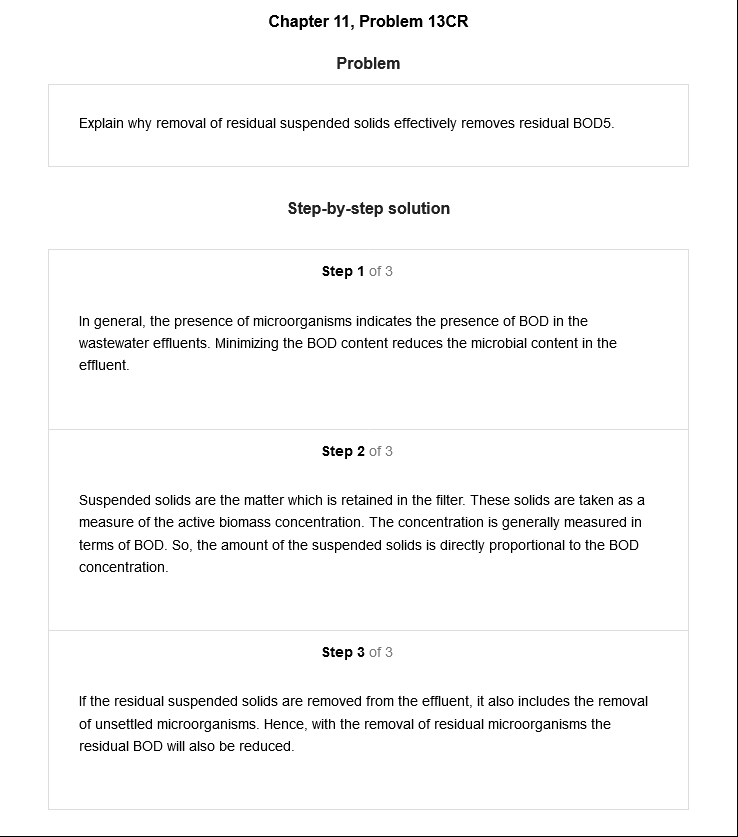 Chapter 11, Problem 13CR
Problem
Explain why removal of residual suspended solids effectively removes residual BOD5.
Step-by-step solution
Step 1 of 3
In general, the presence of microorganisms indicates the presence of BOD in the
wastewater effluents. Minimizing the BOD content reduces the microbial content in the
effluent.
Step 2 of 3
Suspended solids are the matter which is retained in the filter. These solids are taken as a
measure of the active biomass concentration. The concentration is generally measured in
terms of BOD. So, the amount of the suspended solids is directly proportional to the BOD
concentration.
Step 3 of 3
If the residual suspended solids are removed from the effluent, it also includes the removal
of unsettled microorganisms. Hence, with the removal of residual microorganisms the
residual BOD will also be reduced.